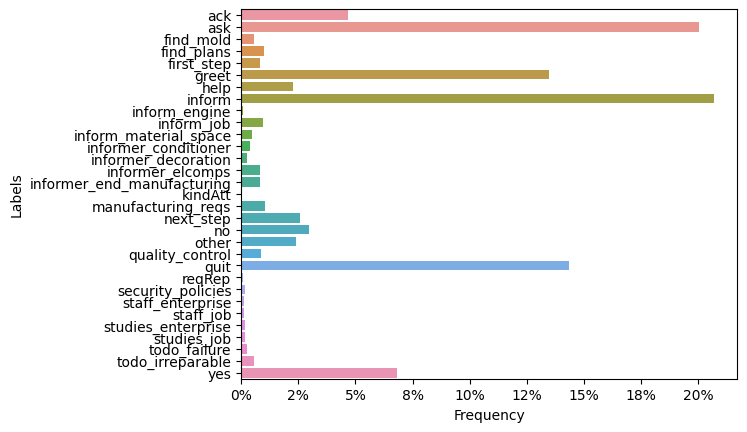 ack
ask
find_mold
find_plans
first_step
greet
help
inform
inform_engine
inform_job
inform_material_space
informer_conditioner
informer_decoration
informer_elcomps
informer_end_manufacturing
kindAtt
manufacturing_reqs
next_step
no
other
quality_control
quit
reqRep
security_policies
staff_enterprise
staff_job
studies_enterprise
studies_job
todo_failure
todo_irreparable
yes
Labels
0% 2% 5% 8% 10% 12% 15% 18% 20%
Frequency